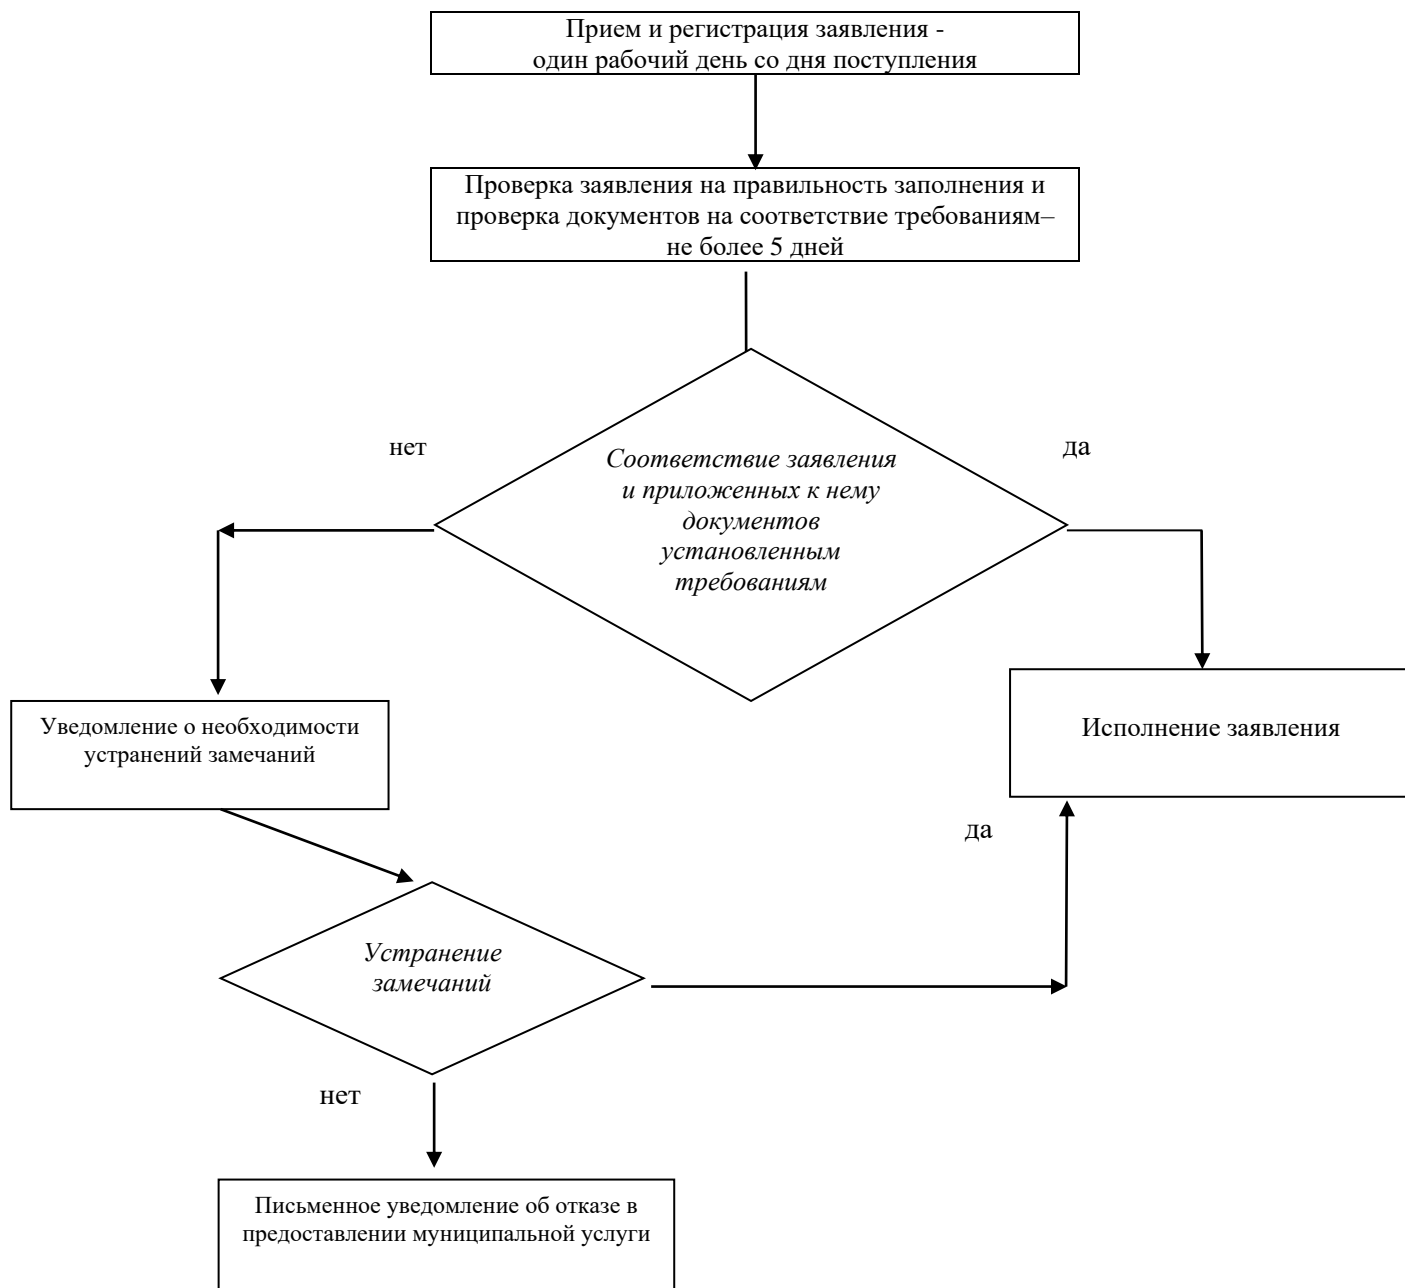 Прием и регистрация заявления -
один рабочий день со дня поступления
Проверка заявления на правильность заполнения и
проверка документов на соответствие требованиям–
не более 5 дней
нет
да
Соответствие заявления
и приложенных к нему
документов
установленным
требованиям
Уведомление о необходимости
устранений замечаний
Исполнение заявления
да
Устранение
замечаний
нет
Письменное уведомление об отказе в
предоставлении муниципальной услуги